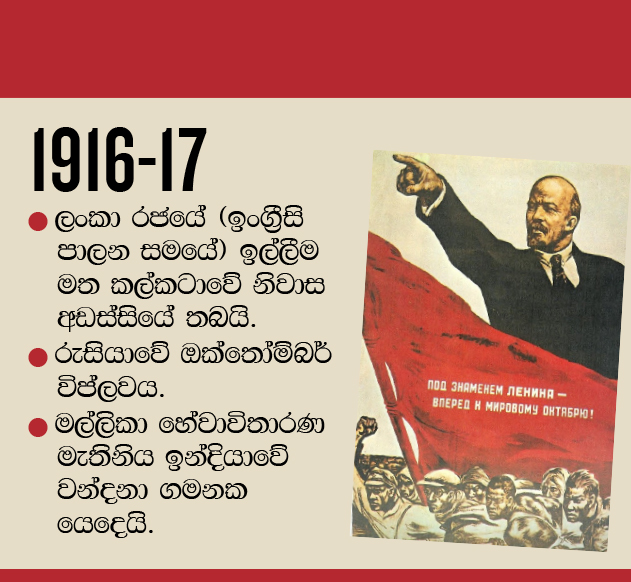 1916-17
ලංකා රජයේ (ඉංග්‍රීසි
පාලන සමයේ) ඉල්ලීම
මත කල්කටාවේ නිවාස
අඩස්සියේ තබයි.
රුසියාවේ ඔක්තෝම්බර්
විප්ලවය.
මල්ලිකා හේවාවිතාරණ
මැතිනිය ඉන්දියාවේ
වන්දනා ගමනක
යෙදෙයි.
ПОД ЗНАМЕНЕМ ЛЕНИНА —
ВПЕРЕД К МИРОВОМУ ОКТЯБРЮ!